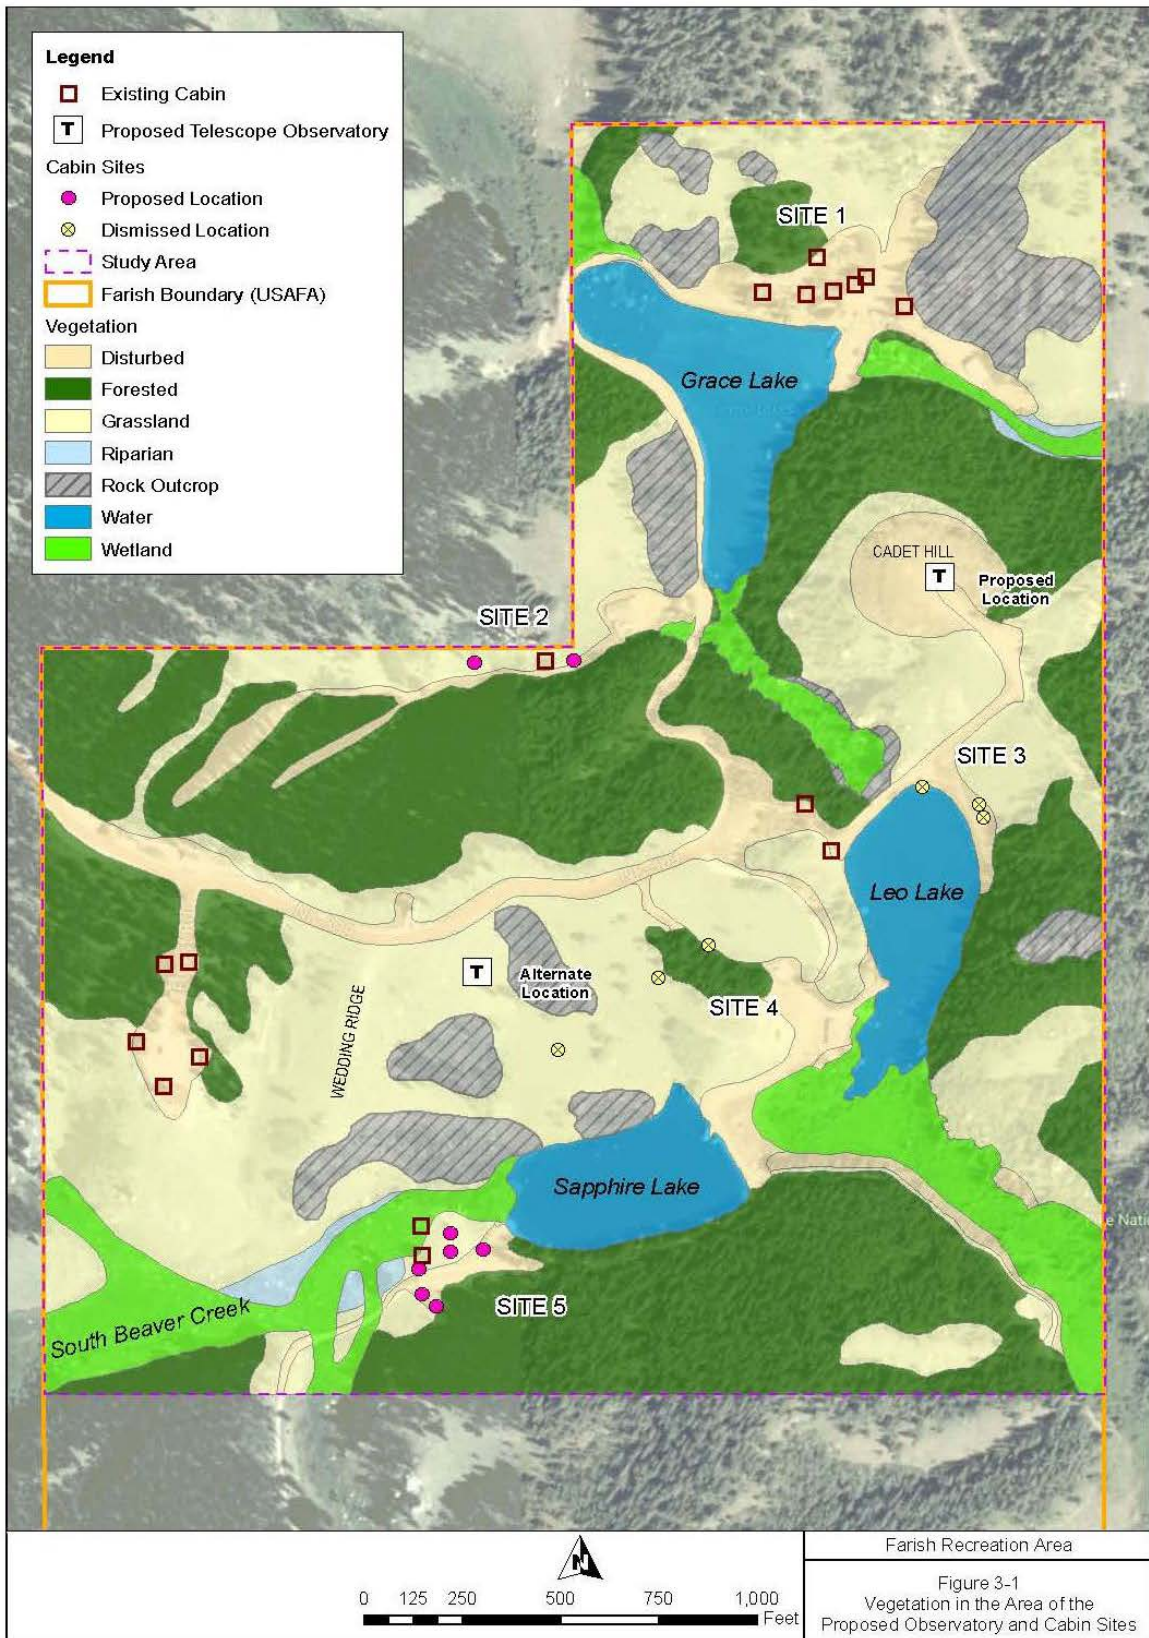 Legend
Existing Cabin
T
Proposed Telescope Observatory
Cabin Sites
Proposed Location
Dismissed Location
Study Area
Farish Boundary (USAFA)
Vegetation
Disturbed
Forested
Grassland
Riparian
Rock Outcrop
Water
Wetland
SITE 1
Grace Lake
CADET HILL
T
Proposed
Location
SITE 2
SITE 3
Leo Lake
T
Alternate
Location
SITE 4
WEDDING RIDGE
Sapphire Lake
SITE 5
South Beaver Creek
N
0 125 250 500 750 1,000
Feet
Farish Recreation Area
Figure 3-1
Vegetation in the Area of the
Proposed Observatory and Cabin Sites